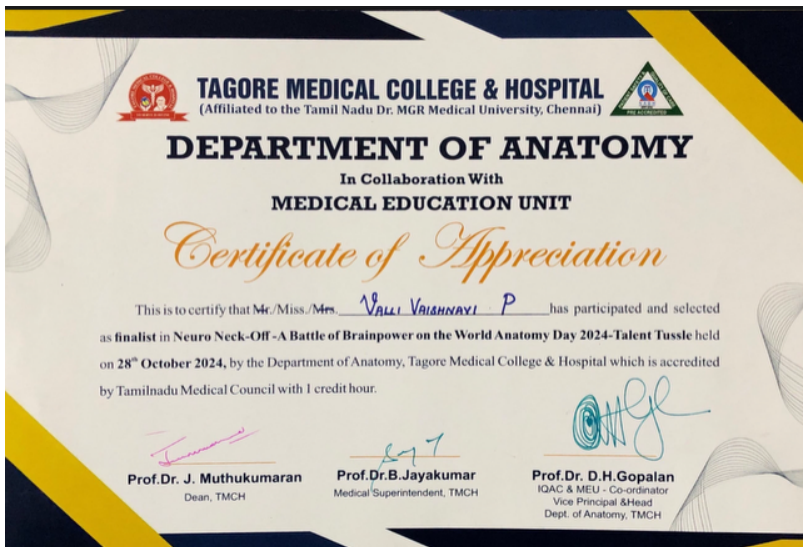 TAGORE MEDICAL COLLEGE & HOSPITAL
(Affiliated to the Tamil Nadu Dr. MGR Medical University, Chennai)
PRE ACCREDITED
DEPARTMENT OF ANATOMY
In Collaboration With
MEDICAL EDUCATION UNIT
Certificate of Appreciation
This is to certify that Mr./Miss./Mrs. VALLI VAISHNAVI . P has participated and selected
as finalist in Neuro Neck-Off -A Battle of Brainpower on the World Anatomy Day 2024-Talent Tussle held
on 28th October 2024, by the Department of Anatomy, Tagore Medical College & Hospital which is accredited
by Tamilnadu Medical Council with 1 credit hour.
Prof.Dr. J. Muthukumaran
Dean, TMCH
Prof.Dr.B.Jayakumar
Medical Superintendent, TMCH
Prof.Dr. D.H.Gopalan
IQAC & MEU - Co-ordinator
Vice Principal &Head
Dept. of Anatomy, TMCH